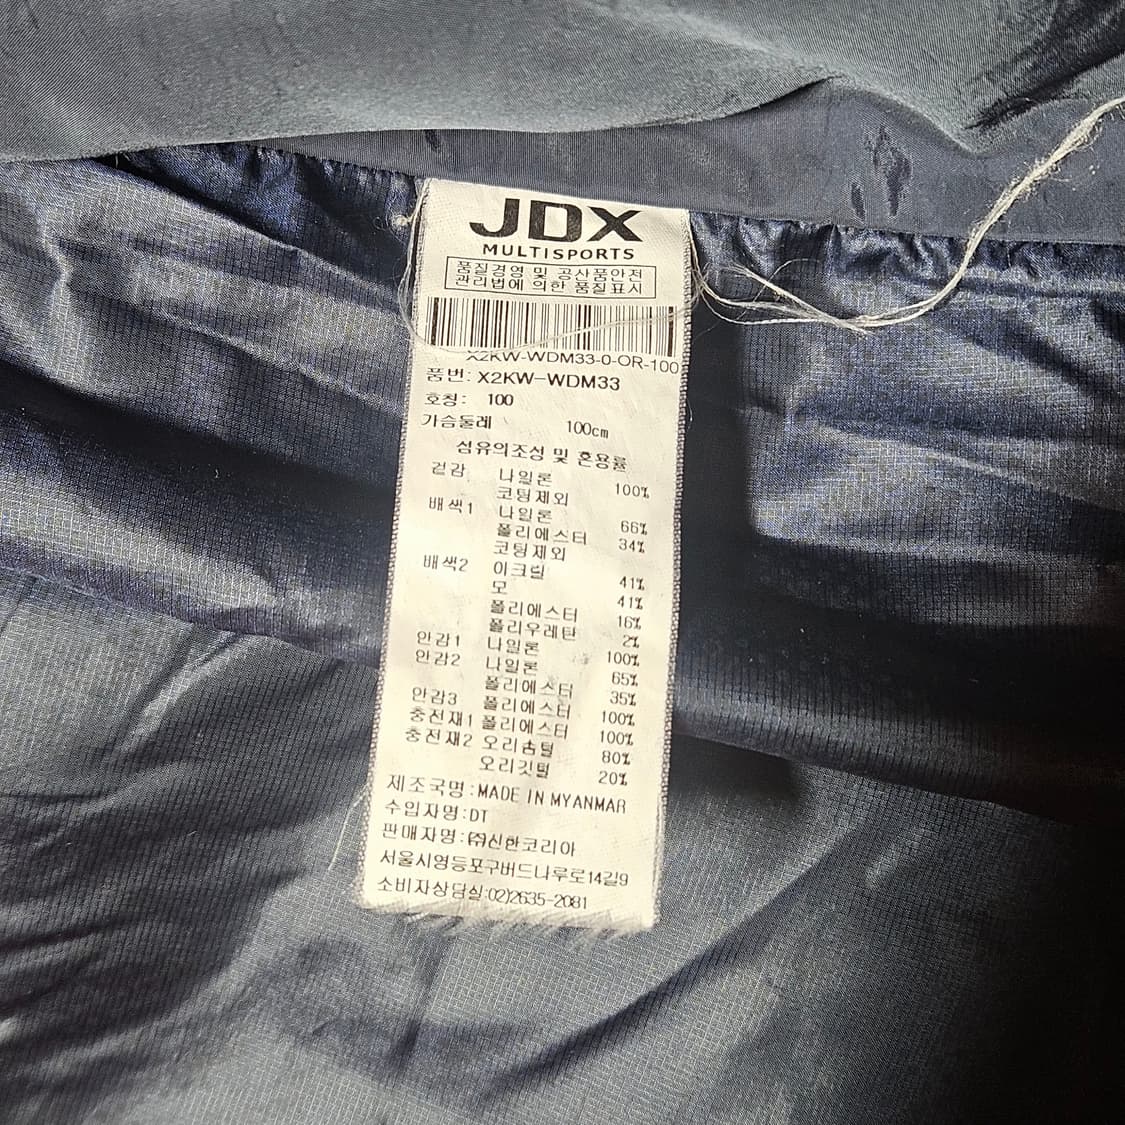 JDX
MULTISPORTS
품질경영 및 공산품안전
관리법에 의한 품질표시
X2KW-WDM33-0-OR-100
품번: X2KW-WDM33
호칭: 100
가슴둘레 100cm
섬유의조성 및 혼용률
겉감 나일론 100%
코팅제외
배색1 나일론 66%
폴리에스터 34%
코팅제외
배색2 아크릴 41%
모 41%
폴리에스터 16%
폴리우레탄 2%
안감1 나일론 100%
안감2 나일론 65%
폴리에스터 35%
안감3 폴리에스터 100%
충전재1 폴리에스터 100%
충전재2 오리솜털 80%
오리깃털 20%
제조국명:MADE IN MYANMAR
수입자명:DT
판매자명:㈜신한코리아
서울시영등포구버드나루로14길9
소비자상담실:02)2635-2081